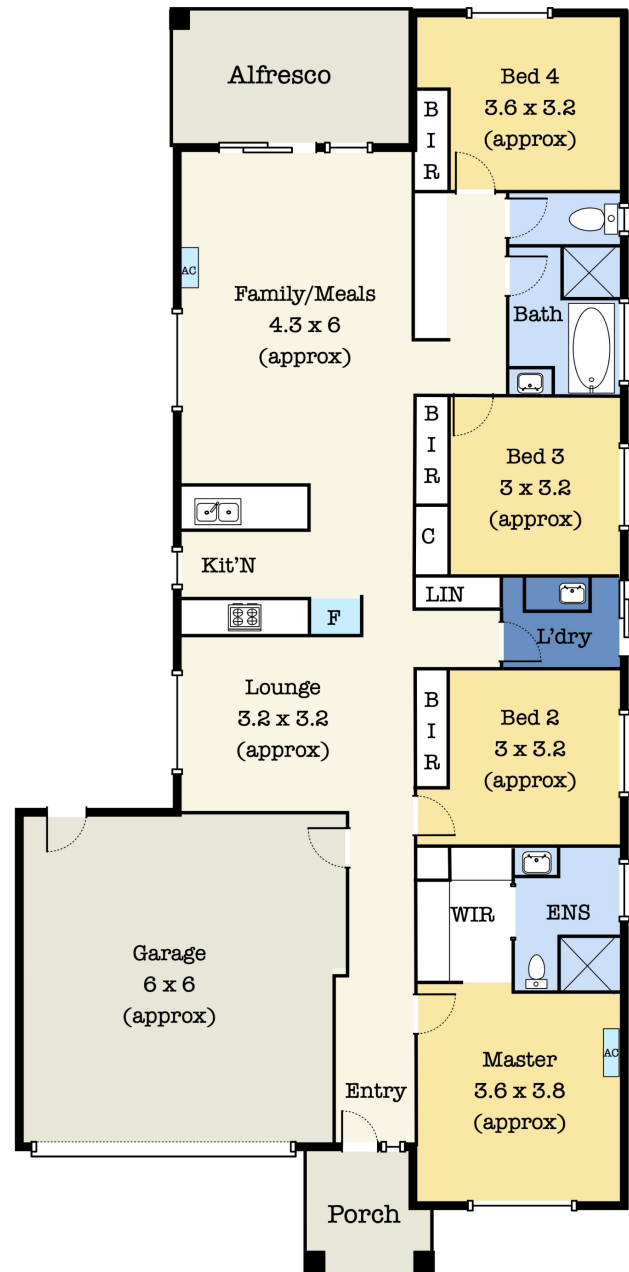 Alfresco
Bed 4
3.6 x 3.2
(approx)
B
I
R
AC
Family/Meals
4.3 x 6
(approx)
Bath
B
I
R
Bed 3
3 x 3.2
(approx)
C
Kit'N
LIN
F
L'dry
Lounge
3.2 x 3.2
(approx)
B
I
R
Bed 2
3 x 3.2
(approx)
WIR
ENS
Garage
6 x 6
(approx)
AC
Master
3.6 x 3.8
(approx)
Entry
Porch